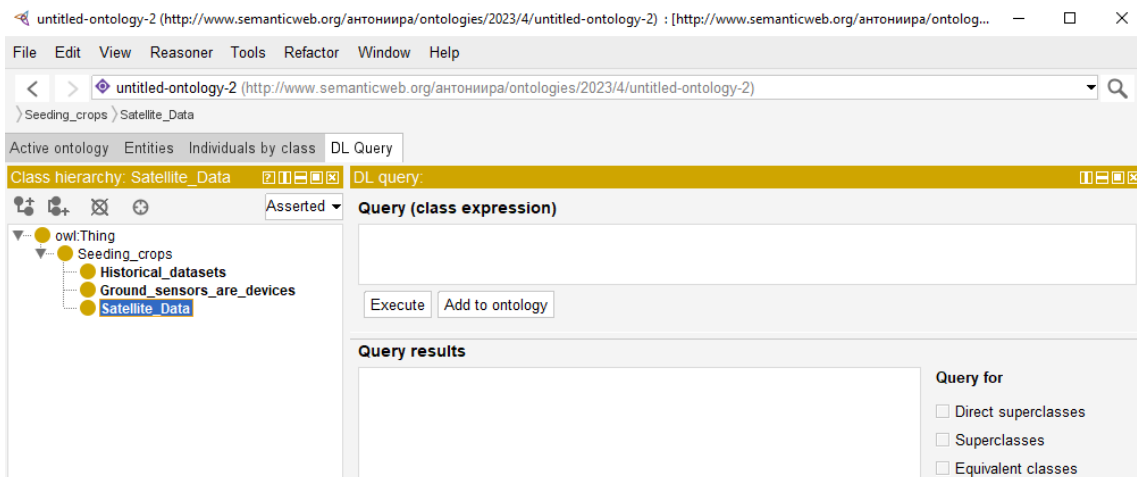 untitled-ontology-2 (http://www.semanticweb.org/антониира/ontologies/2023/4/untitled-ontology-2) : [http://www.semanticweb.org/антониира/ontolog...
File Edit View Reasoner Tools Refactor Window Help
untitled-ontology-2 (http://www.semanticweb.org/антониира/ontologies/2023/4/untitled-ontology-2)
Seeding_crops Satellite_Data
Active ontology Entities Individuals by class DL Query
Class hierarchy: Satellite_Data
DL query:
Asserted
Query (class expression)
owl:Thing
Seeding_crops
Historical_datasets
Ground_sensors_are_devices
Satellite_Data
Execute Add to ontology
Query results
Query for
Direct superclasses
Superclasses
Equivalent classes